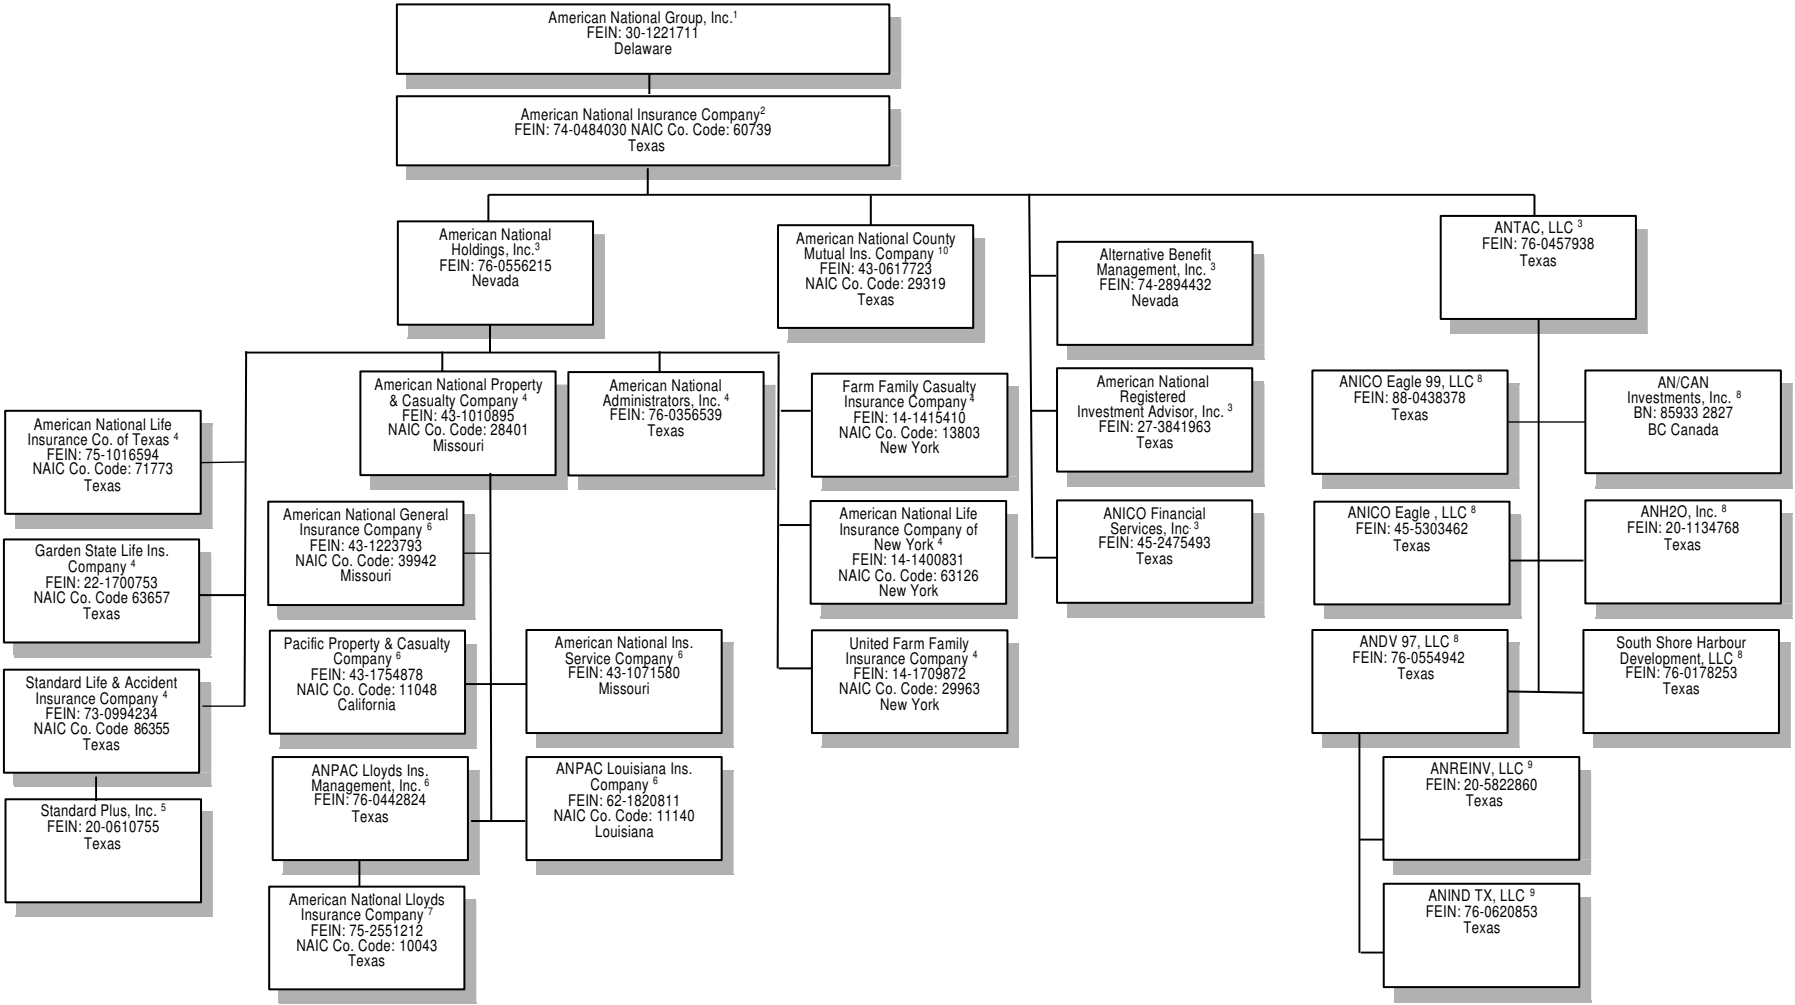 American National Group, Inc.1
FEIN: 30-1221711
Delaware
American National Insurance Company2
FEIN: 74-0484030 NAIC Co. Code: 60739
Texas
American National
Holdings, Inc.3
FEIN: 76-0556215
Nevada
American National County
Mutual Ins. Company 10
FEIN: 43-0617723
NAIC Co. Code: 29319
Texas
Alternative Benefit
Management, Inc. 3
FEIN: 74-2894432
Nevada
ANTAC, LLC 3
FEIN: 76-0457938
Texas
American National Life
Insurance Co. of Texas 4
FEIN: 75-1016594
NAIC Co. Code: 71773
Texas
American National Property
& Casualty Company 4
FEIN: 43-1010895
NAIC Co. Code: 28401
Missouri
American National
Administrators, Inc. 4
FEIN: 76-0356539
Texas
Farm Family Casualty
Insurance Company 4
FEIN: 14-1415410
NAIC Co. Code: 13803
New York
American National
Registered
Investment Advisor, Inc. 3
FEIN: 27-3841963
Texas
ANICO Eagle 99, LLC 8
FEIN: 88-0438378
Texas
AN/CAN
Investments, Inc. 8
BN: 85933 2827
BC Canada
Garden State Life Ins.
Company 4
FEIN: 22-1700753
NAIC Co. Code 63657
Texas
American National General
Insurance Company 6
FEIN: 43-1223793
NAIC Co. Code: 39942
Missouri
American National Life
Insurance Company of
New York 4
FEIN: 14-1400831
NAIC Co. Code: 63126
New York
ANICO Financial
Services, Inc 3
FEIN: 45-2475493
Texas
ANICO Eagle , LLC 8
FEIN: 45-5303462
Texas
ANH2O, Inc. 8
FEIN: 20-1134768
Texas
Standard Life & Accident
Insurance Company 4
FEIN: 73-0994234
NAIC Co. Code 86355
Texas
Pacific Property & Casualty
Company 6
FEIN: 43-1754878
NAIC Co. Code: 11048
California
American National Ins.
Service Company 6
FEIN: 43-1071580
Missouri
United Farm Family
Insurance Company 4
FEIN: 14-1709872
NAIC Co. Code: 29963
New York
ANDV 97, LLC 8
FEIN: 76-0554942
Texas
South Shore Harbour
Development, LLC 8
FEIN: 76-0178253
Texas
Standard Plus, Inc. 5
FEIN: 20-0610755
Texas
ANPAC Lloyds Ins.
Management, Inc. 6
FEIN: 76-0442824
Texas
ANPAC Louisiana Ins.
Company 6
FEIN: 62-1820811
NAIC Co. Code: 11140
Louisiana
ANREINV, LLC 9
FEIN: 20-5822860
Texas
American National Lloyds
Insurance Company 7
FEIN: 75-2551212
NAIC Co. Code: 10043
Texas
ANIND TX, LLC 9
FEIN: 76-0620853
Texas